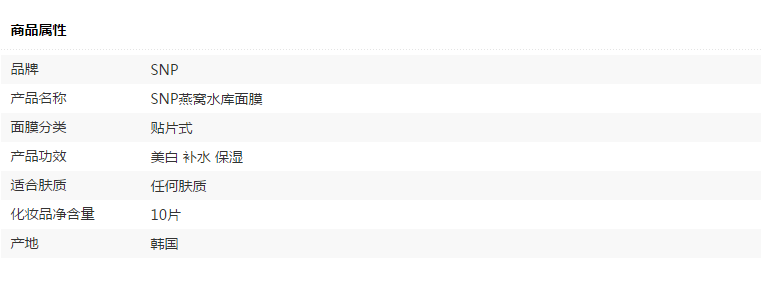 商品属性
品牌 SNP
产品名称 SNP燕窝水库面膜
面膜分类 贴片式
产品功效 美白 补水 保湿
适合肤质 任何肤质
化妆品净含量 10片
产地 韩国